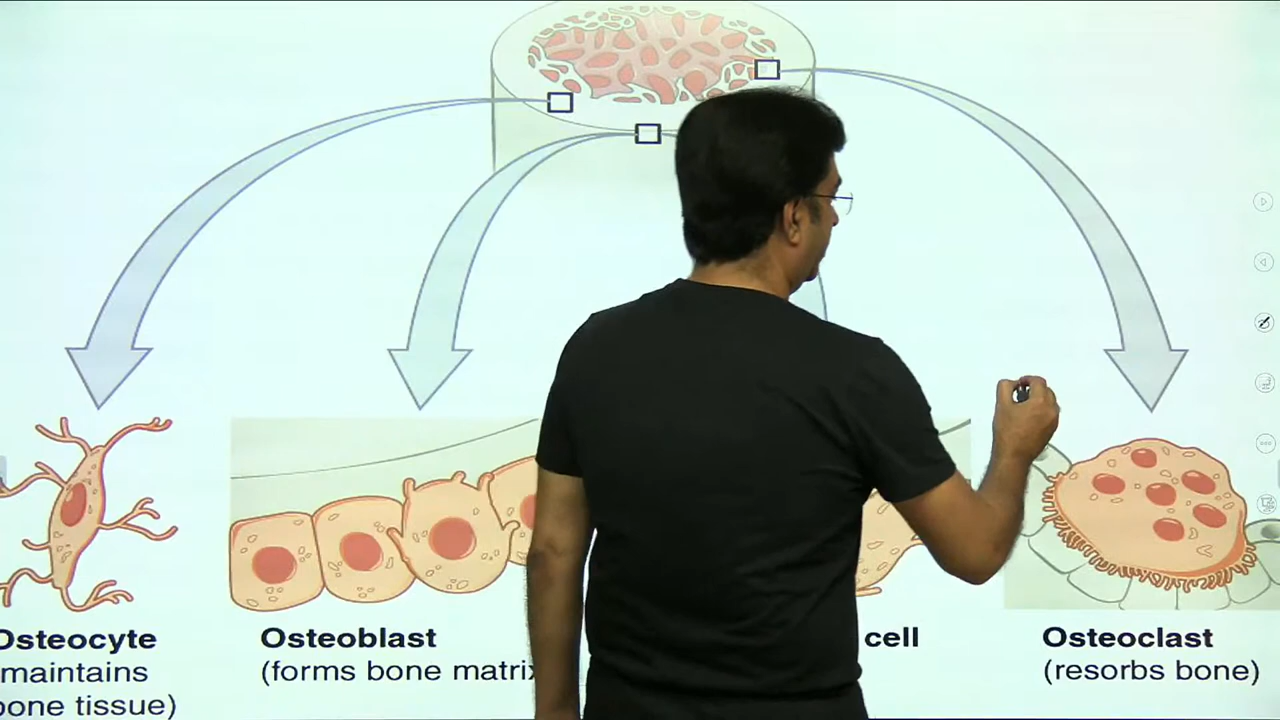 Osteocyte
(maintains
bone tissue)
Osteoblast
(forms bone matrix
cell
Osteoclast
(resorbs bone)